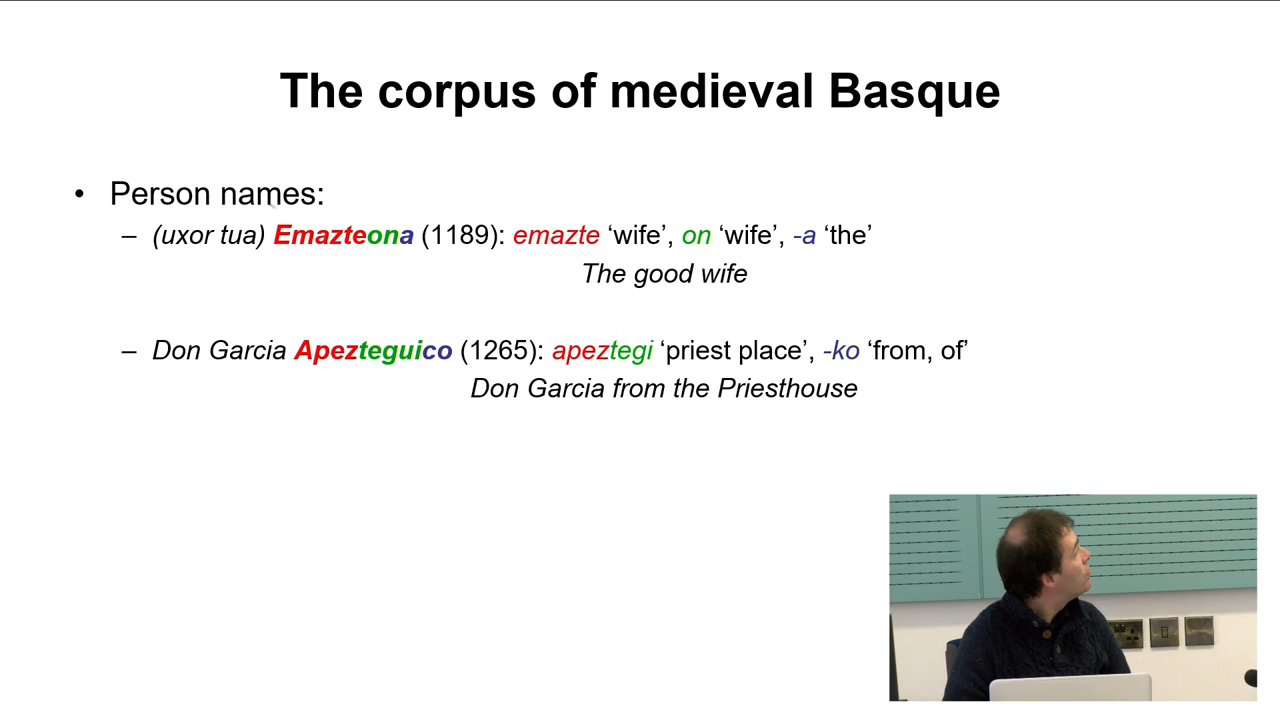 The corpus of medieval Basque
• Person names:
– (uxor tua) Emazteona (1189): emazte ‘wife’, on ‘wife’, -a ‘the’
The good wife
– Don Garcia Apezteguico (1265): apeztegi ‘priest place’, -ko ‘from, of’
Don Garcia from the Priesthouse